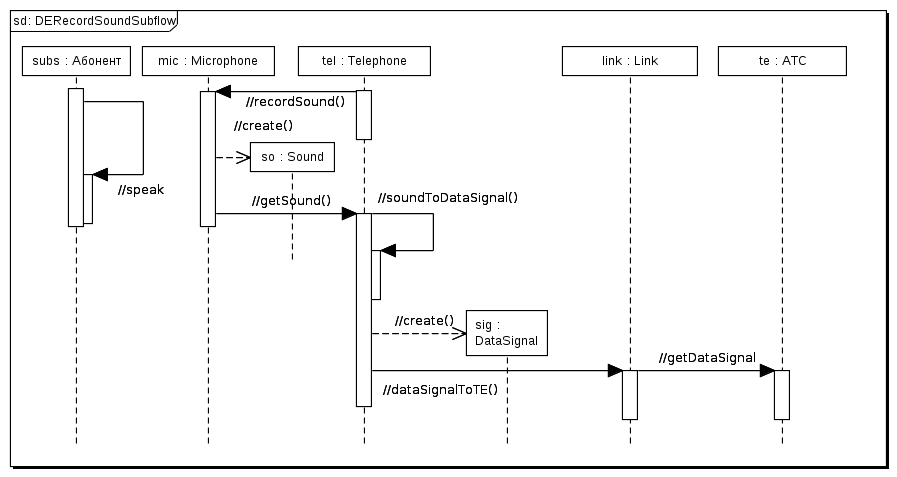 sd: DERecordSoundSubflow
subs : Абонент
mic : Microphone
tel : Telephone
link : Link
te : АТС
//recordSound()
//create()
so : Sound
//speak
//getSound()
//soundToDataSignal()
//create()
sig :
DataSignal
//getDataSignal
//dataSignalToTE()